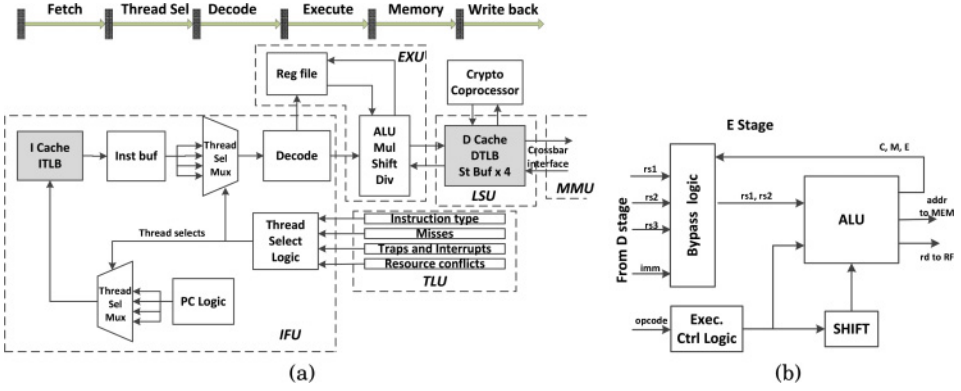 Fetch
Thread Sel
Decode
Execute
Memory
Write back
EXU
Reg file
Crypto
Coprocessor
I Cache
ITLB
Inst buf
Thread
Sel
Mux
Decode
ALU
Mul
Shift
Div
D Cache
DTLB
St Buf x 4
LSU
Crossbar
interface
MMU
Thread selects
Thread
Select
Logic
Instruction type
Misses
Traps and Interrupts
Resource conflicts
TLU
Thread
Sel
Mux
PC Logic
IFU
(a)
E Stage
C, M, E
From D stage
rs1
rs2
rs3
imm
Bypass logic
rs1, rs2
ALU
addr
to MEM
rd to RF
opcode
Exec.
Ctrl Logic
SHIFT
(b)